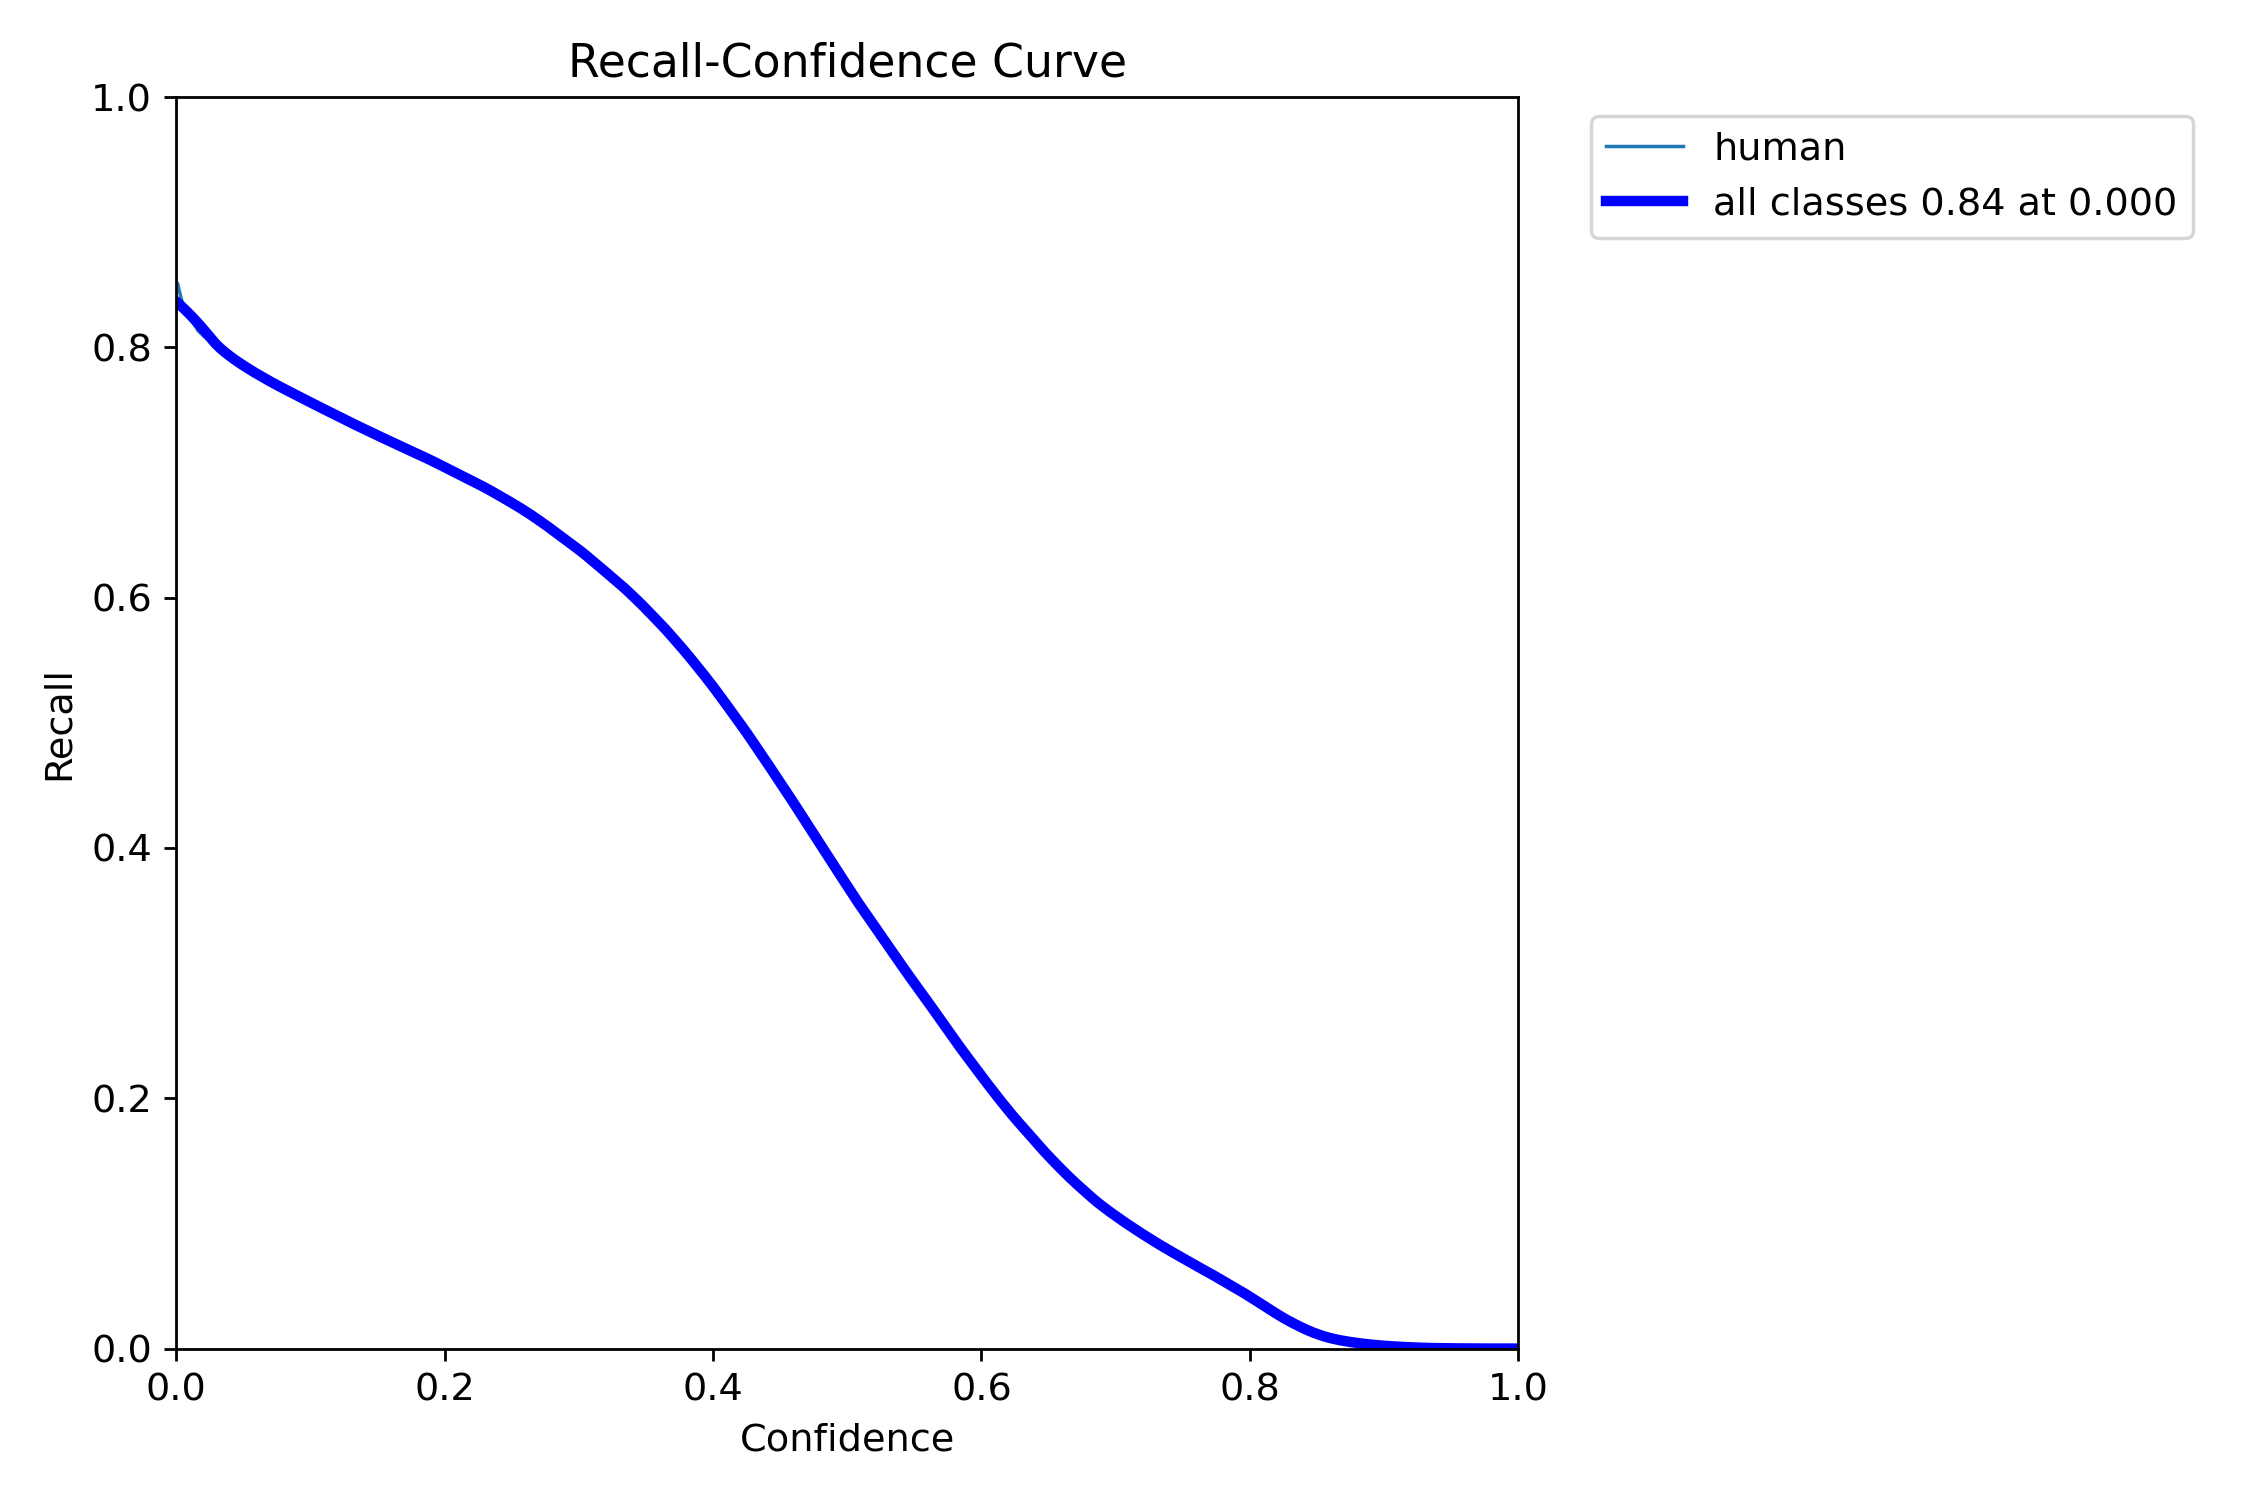 Recall-Confidence Curve
human
all classes 0.84 at 0.000
1.0
0.8
0.6
0.4
0.2
0.0
Recall
0.0 0.2 0.4 0.6 0.8 1.0
Confidence